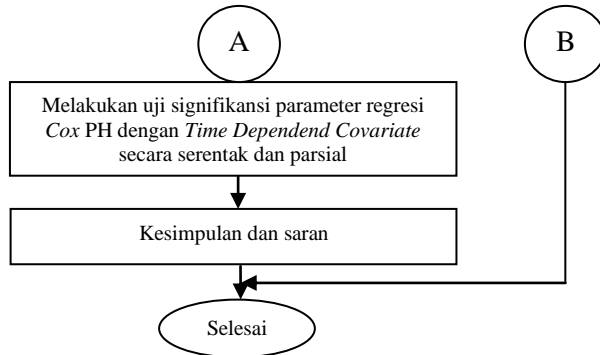 A
B
Melakukan uji signifikansi parameter regresi
Cox PH dengan Time Dependend Covariate
secara serentak dan parsial
Kesimpulan dan saran
Selesai